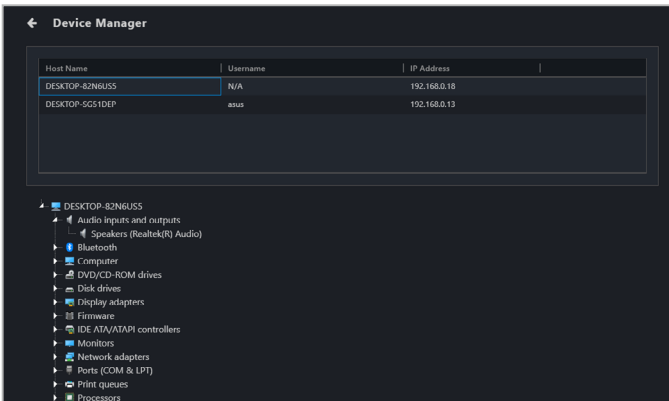 Device Manager
Host Name Username IP Address
DESKTOP-82N6US5 N/A 192.168.0.18
DESKTOP-SG51DEP asus 192.168.0.13
DESKTOP-82N6US5
Audio inputs and outputs
Speakers (Realtek(R) Audio)
Bluetooth
Computer
DVD/CD-ROM drives
Disk drives
Display adapters
Firmware
IDE ATA/ATAPI controllers
Monitors
Network adapters
Ports (COM & LPT)
Print queues
Processors